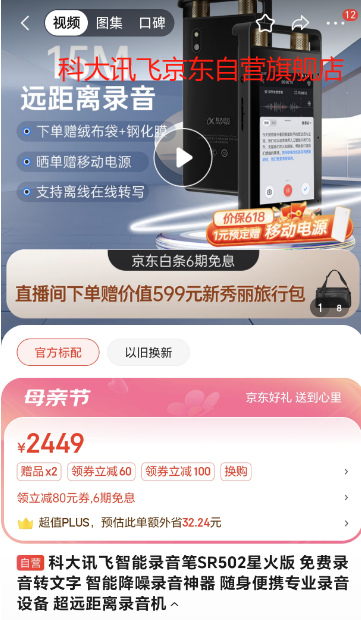 视频 图集 口碑
12
15M
科大讯飞京东自营旗舰店
远距离录音
下单赠绒布袋+钢化膜
晒单赠移动电源
支持离线在线转写
价保618
1元预定赠 移动电源
京东白条6期免息
直播间下单赠价值599元新秀丽旅行包
1 8
官方标配 以旧换新
母亲节 京东好礼 送到心里
¥2449
赠品x2 领券立减60 领券立减100 换购
领立减80元券,6期免息
超值PLUS，预估此单额外省32.24元
自营 科大讯飞智能录音笔SR502星火版 免费录
音转文字 智能降噪录音神器 随身便携专业录音
设备 超远距离录音机